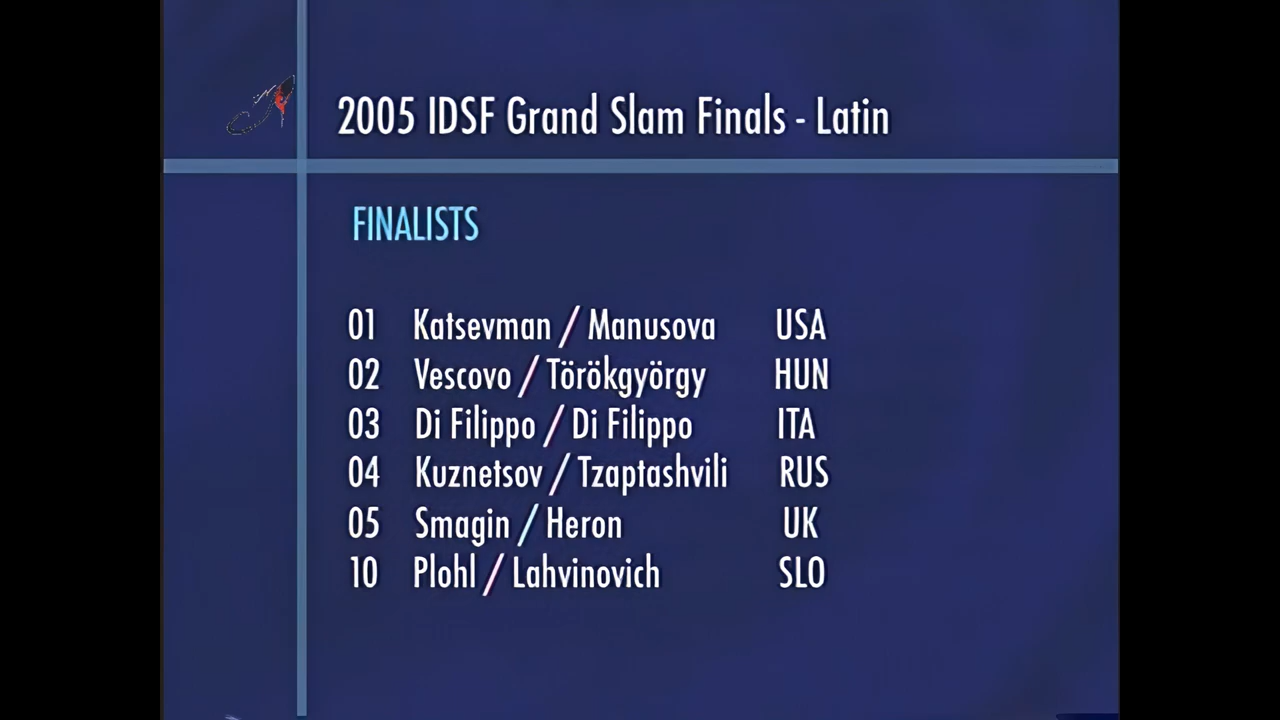 2005 IDSF Grand Slam Finals - Latin
FINALISTS
01 Katsevman / Manusova USA
02 Vescovo / Törökgyörgy HUN
03 Di Filippo / Di Filippo ITA
04 Kuznetsov / Tzaptashvili RUS
05 Smagin / Heron UK
10 Plohl / Lahvinovich SLO